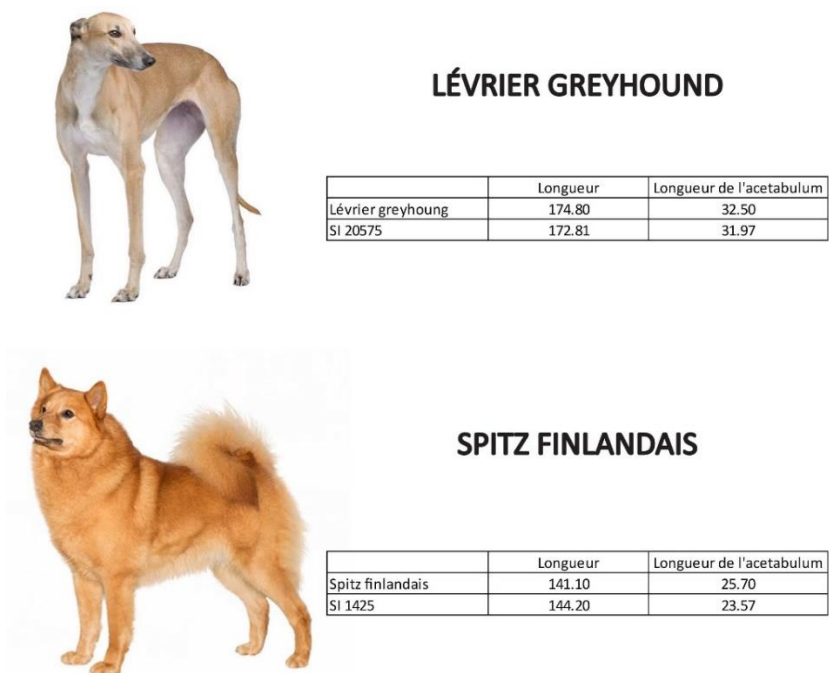 LÉVRIER GREYHOUND
Longueur Longueur de l'acetabulum
Lévrier greyhoung 174.80 32.50
SI 20575 172.81 31.97
SPITZ FINLANDAIS
Longueur Longueur de l'acetabulum
Spitz finlandais 141.10 25.70
SI 1425 144.20 23.57